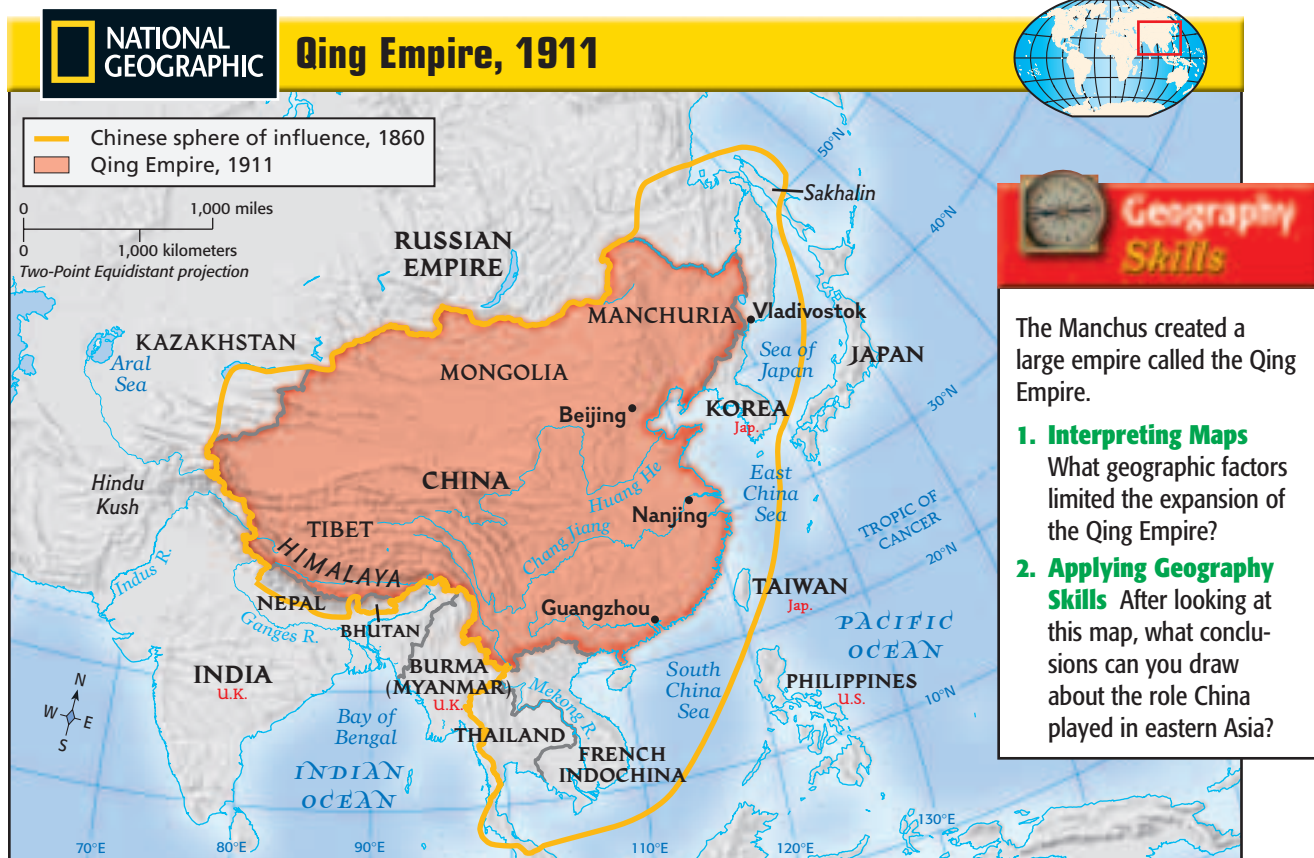 NATIONAL
GEOGRAPHIC
Qing Empire, 1911
Chinese sphere of influence, 1860
Qing Empire, 1911
0 1,000 miles
0 1,000 kilometers
Two-Point Equidistant projection
RUSSIAN
EMPIRE
Sakhalin
50°N
40°N
KAZAKHSTAN
Aral
Sea
MANCHURIA
Vladivostok
MONGOLIA
Sea of
Japan
JAPAN
Beijing
KOREA
Jap.
30°N
Hindu
Kush
CHINA
Huang He
East
China
Sea
Nanjing
TIBET
Chang Jiang
TROPIC OF
CANCER
HIMALAYA
20°N
Indus R.
NEPAL
Ganges R.
BHUTAN
Guangzhou
TAIWAN
Jap.
PACIFIC
OCEAN
INDIA
U.K.
BURMA
(MYANMAR)
U.K.
Mekong R.
South
China
Sea
PHILIPPINES
U.S.
10°N
N
W E
S
Bay of
Bengal
THAILAND
FRENCH
INDOCHINA
INDIAN
OCEAN
70°E 80°E 90°E 110°E 120°E 130°E
Geography
Skills
The Manchus created a
large empire called the Qing
Empire.
1. Interpreting Maps
What geographic factors
limited the expansion of
the Qing Empire?
2. Applying Geography
Skills After looking at
this map, what conclu-
sions can you draw
about the role China
played in eastern Asia?